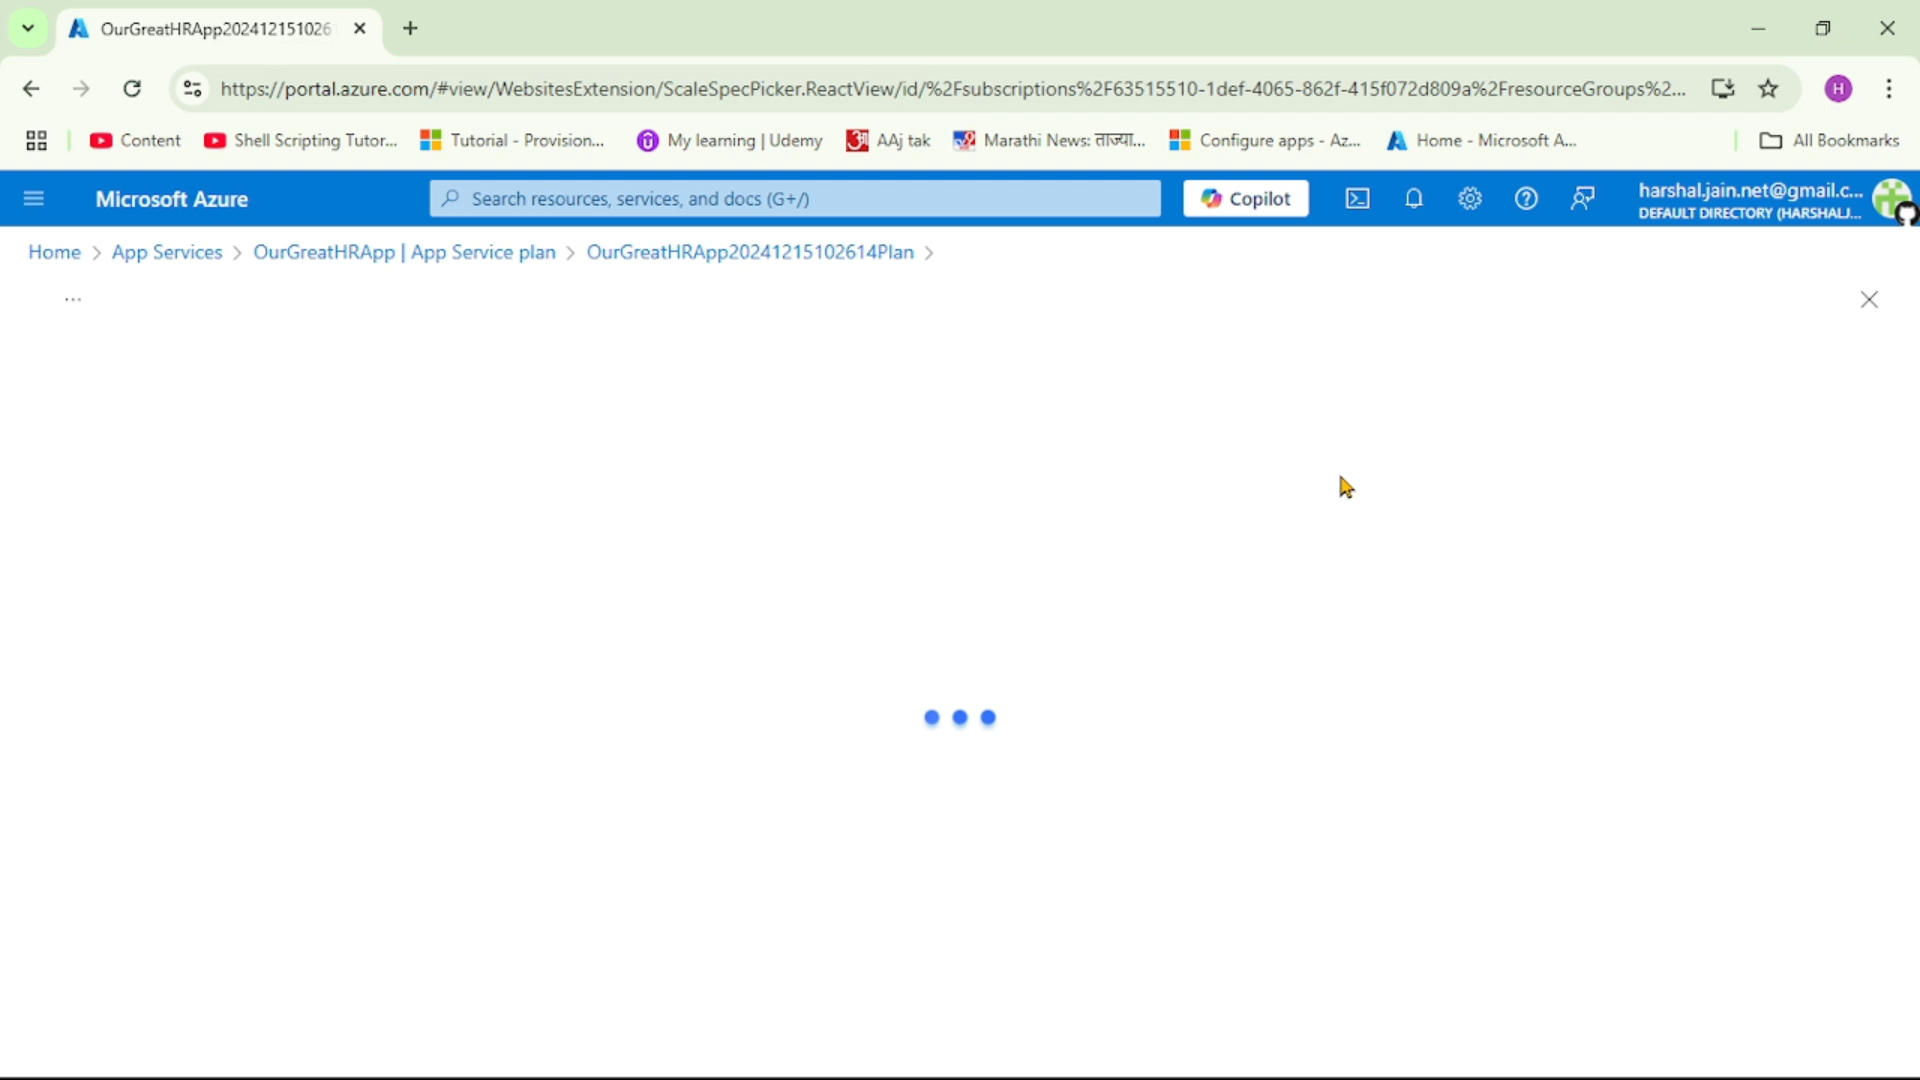 OurGreatHRApp2024121510261
https://portal.azure.com/#view/WebsitesExtension/ScaleSpecPicker.ReactView/id/%2Fsubscriptions%2F63515510-1def-4065-862f-415f072d809a%2FresourceGroups%2...
H
Content
Shell Scripting Tutor...
Tutorial - Provision...
My learning | Udemy
AAj tak
Marathi News: ताज्या...
Configure apps - Az...
Home - Microsoft A...
All Bookmarks
Microsoft Azure
Search resources, services, and docs (G+/)
Copilot
harshal.jain.net@gmail.c...
DEFAULT DIRECTORY (HARSHALJ...
Home > App Services > OurGreatHRApp | App Service plan > OurGreatHRApp20241215102614Plan >
...